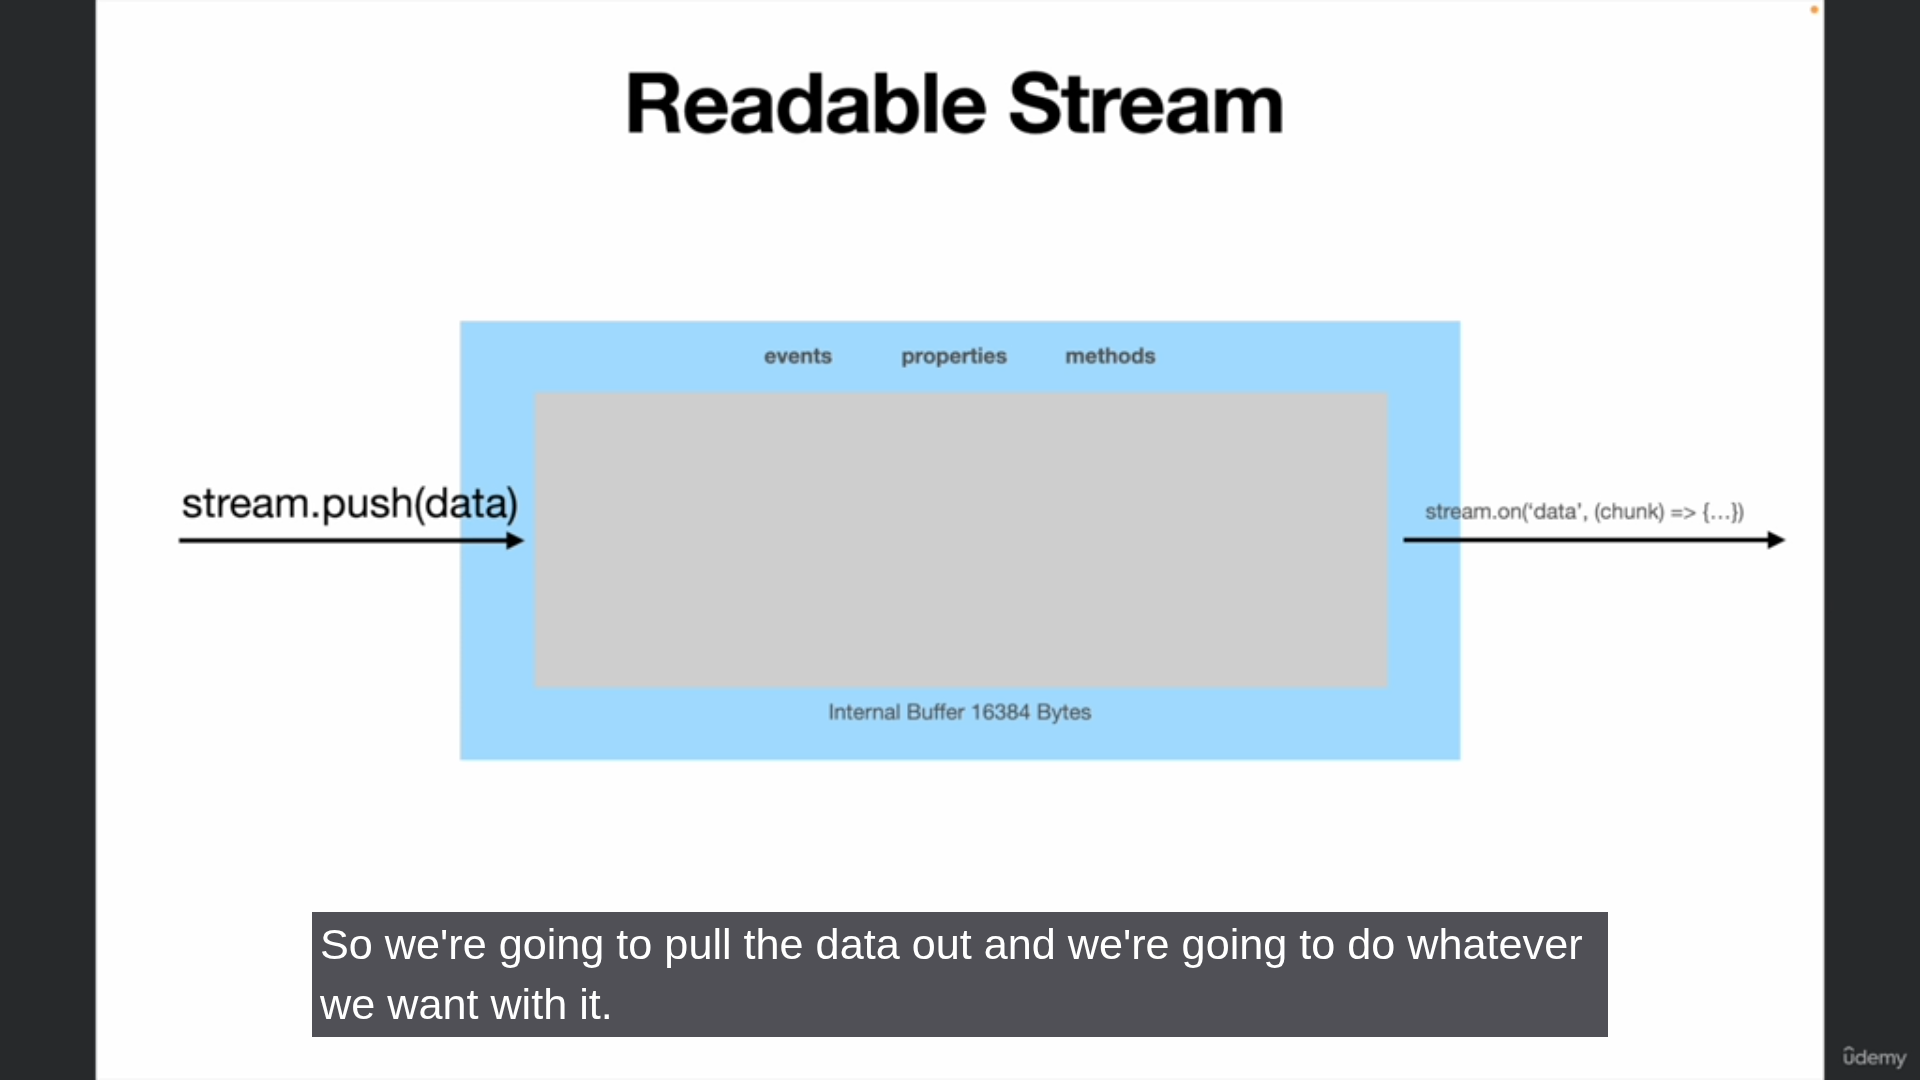 Readable Stream
events properties methods
stream.push(data)
stream.on(‘data’, (chunk) => {...})
Internal Buffer 16384 Bytes
So we're going to pull the data out and we're going to do whatever
we want with it.
ûdemy